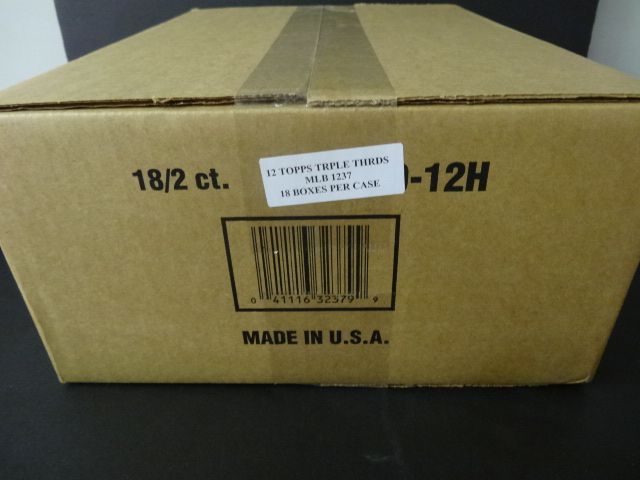 18/2 ct.
12 TOPPS TRPLE THRDS
MLB 1237
18 BOXES PER CASE
-12H
0 41116 32379 9
MADE IN U.S.A.